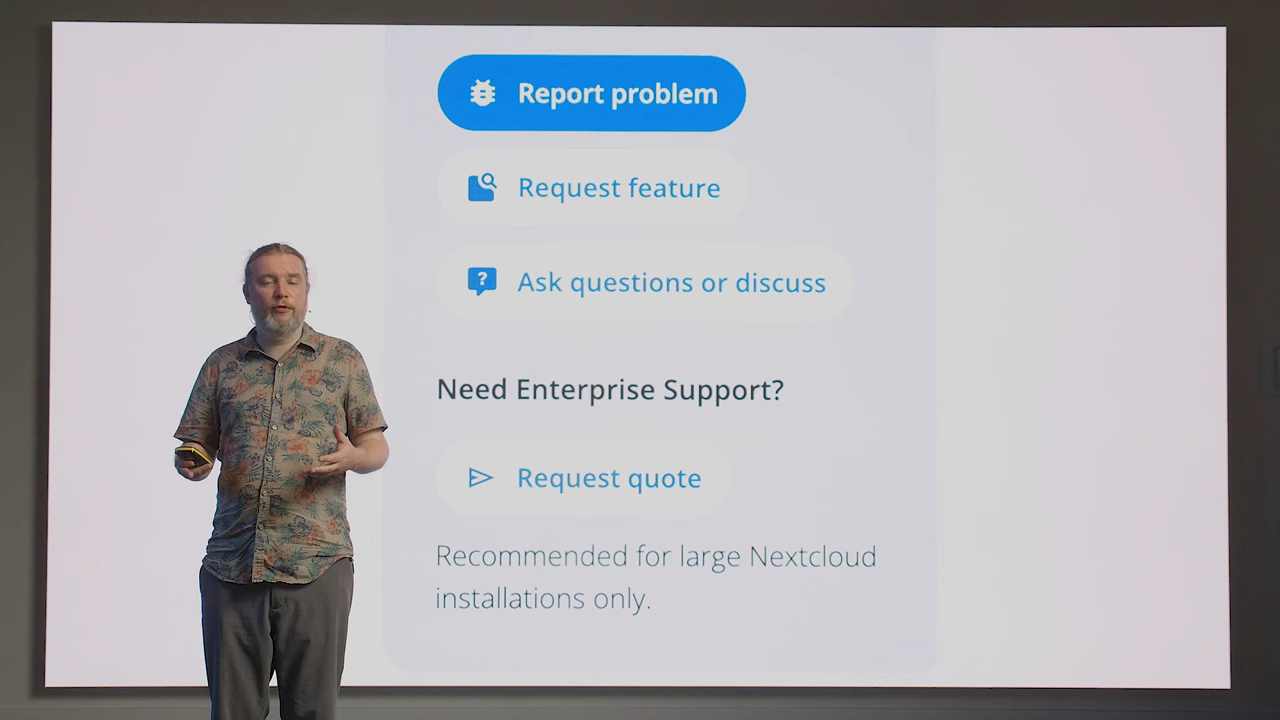 Report problem
Request feature
Ask questions or discuss
Need Enterprise Support?
Request quote
Recommended for large Nextcloud
installations only.